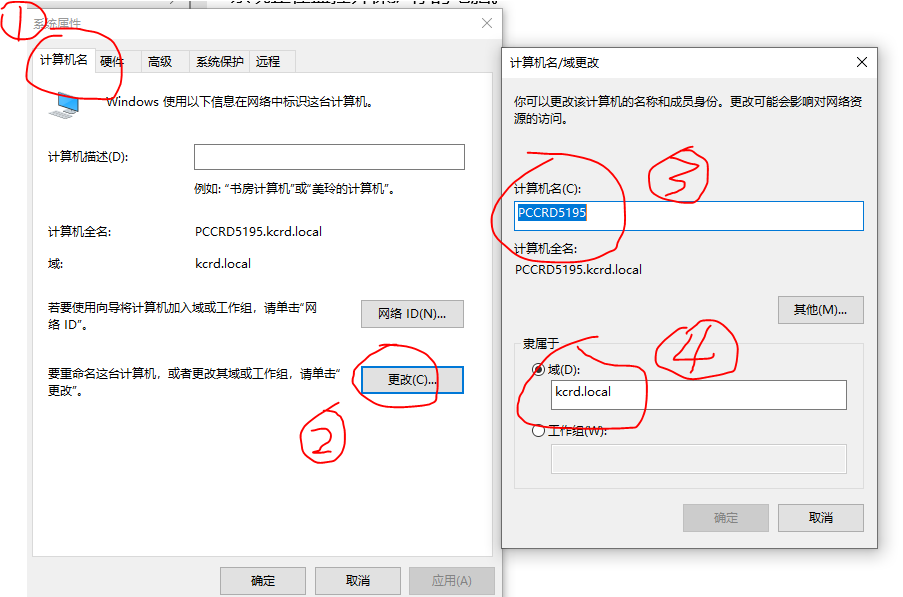 ①
系统属性
计算机名 硬件 高级 系统保护 远程
Windows 使用以下信息在网络中标识这台计算机。
计算机描述(D):
例如: "书房计算机"或"美玲的计算机"。
计算机全名: PCCRD5195.kcrd.local
域: kcrd.local
若要使用向导将计算机加入域或工作组，请单击"网
络 ID"。
网络 ID(N)...
要重命名这台计算机，或者更改其域或工作组，请单击"
更改"。
更改(C)...
②
确定 取消 应用(A)
计算机名/域更改
你可以更改该计算机的名称和成员身份。更改可能会影响对网络资
源的访问。
③
计算机名(C):
PCCRD5195
计算机全名:
PCCRD5195.kcrd.local
其他(M)...
④
隶属于
域(D):
kcrd.local
工作组(W):
确定 取消